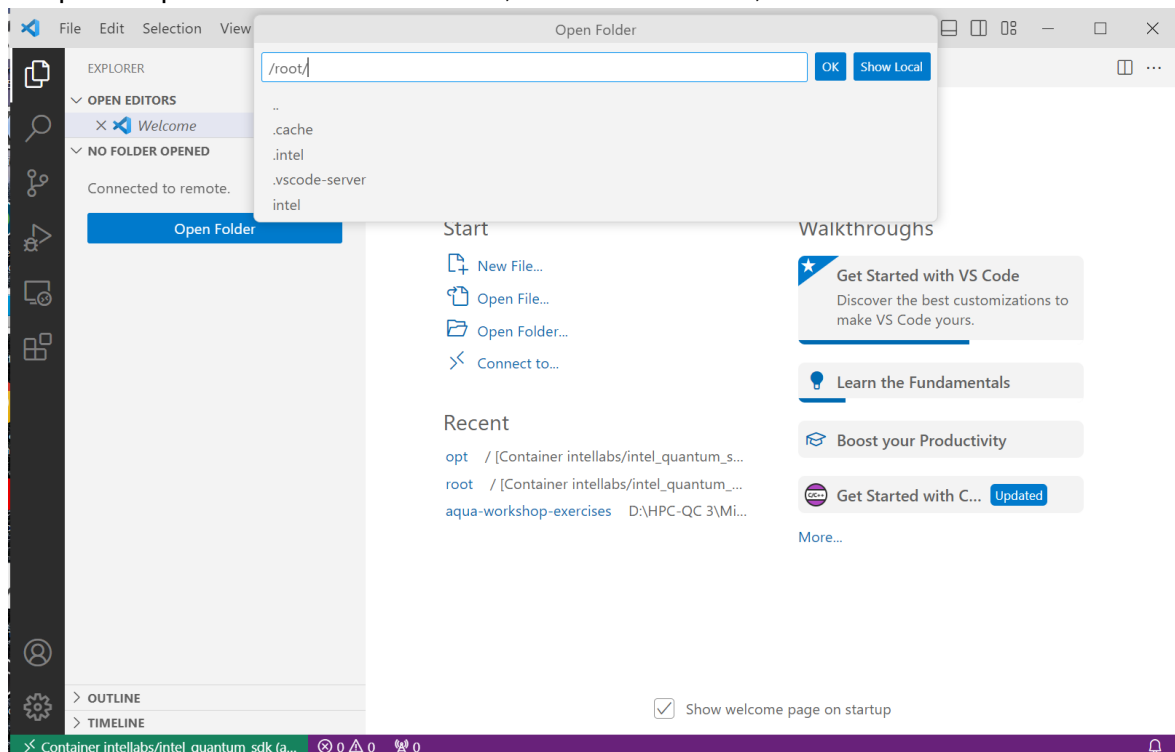 File Edit Selection View
Open Folder
EXPLORER
/root/
OK
Show Local
OPEN EDITORS
..
Welcome
.cache
NO FOLDER OPENED
.intel
Connected to remote.
.vscode-server
intel
Open Folder
Start
Walkthroughs
New File...
Get Started with VS Code
Open File...
Discover the best customizations to
make VS Code yours.
Open Folder...
Connect to...
Learn the Fundamentals
Recent
Boost your Productivity
opt / [Container intellabs/intel_quantum_s...
root / [Container intellabs/intel_quantum_...
Get Started with C... Updated
aqua-workshop-exercises D:\HPC-QC 3\Mi...
More...
OUTLINE
Show welcome page on startup
TIMELINE
Container intellabs/intel_quantum_sdk (a... 0 0 0